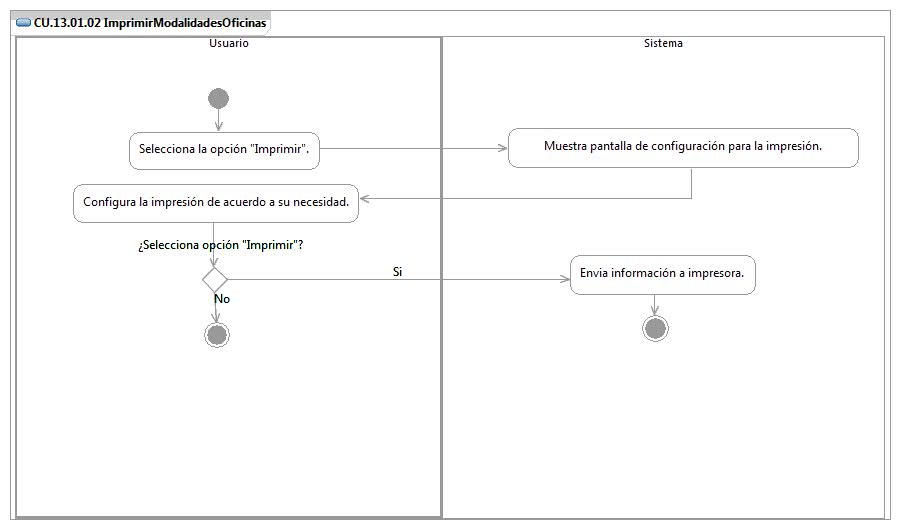 CU.13.01.02 ImprimirModalidadesOficinas
Usuario
Sistema
Selecciona la opción "Imprimir".
Muestra pantalla de configuración para la impresión.
Configura la impresión de acuerdo a su necesidad.
¿Selecciona opción "Imprimir"?
Si
Envia información a impresora.
No